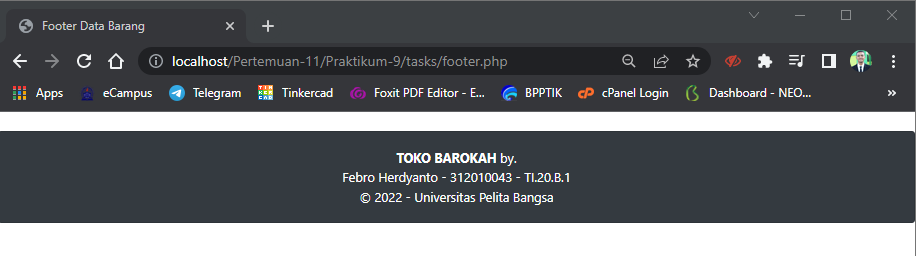 Footer Data Barang
localhost/Pertemuan-11/Praktikum-9/tasks/footer.php
Apps eCampus Telegram Tinkercad Foxit PDF Editor - E... BPPTIK cPanel Login Dashboard - NEO... »
TOKO BAROKAH by.
Febro Herdyanto - 312010043 - TI.20.B.1
© 2022 - Universitas Pelita Bangsa